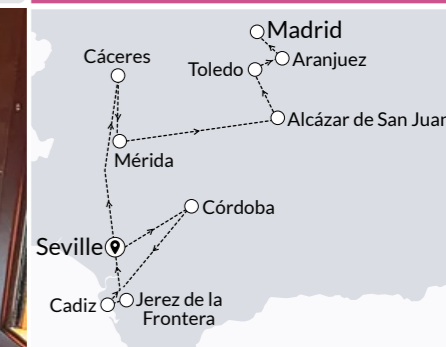 Madrid
Cáceres
Aranjuez
Toledo
Alcázar de San Juan
Mérida
Córdoba
Seville
Cadiz
Jerez de la
Frontera